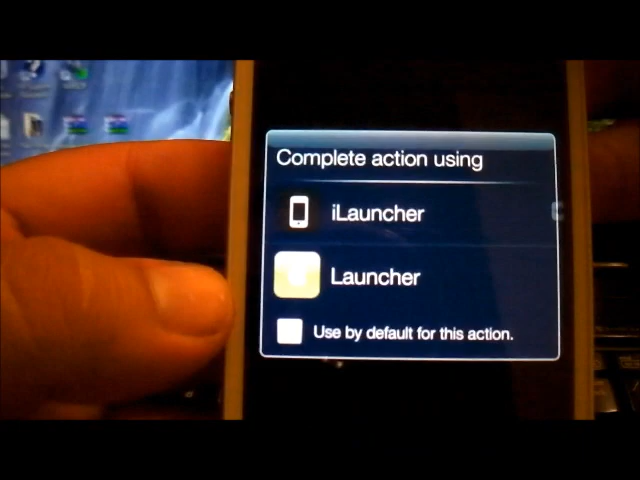 Complete action using
iLauncher
Launcher
Use by default for this action.